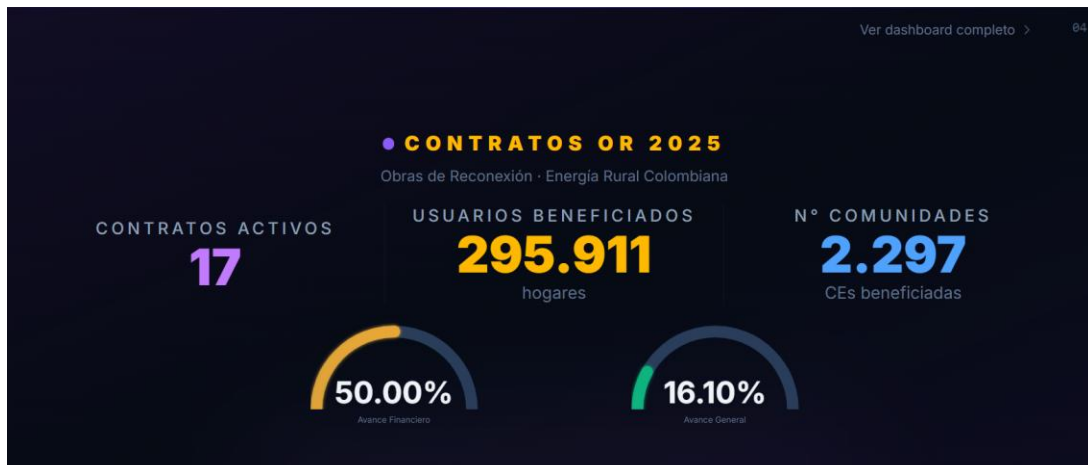 Ver dashboard completo >
04
CONTRATOS OR 2025
Obras de Reconexión · Energía Rural Colombiana
CONTRATOS ACTIVOS
17
USUARIOS BENEFICIADOS
295.911
hogares
N° COMUNIDADES
2.297
CEs beneficiadas
50.00%
Avance Financiero
16.10%
Avance General